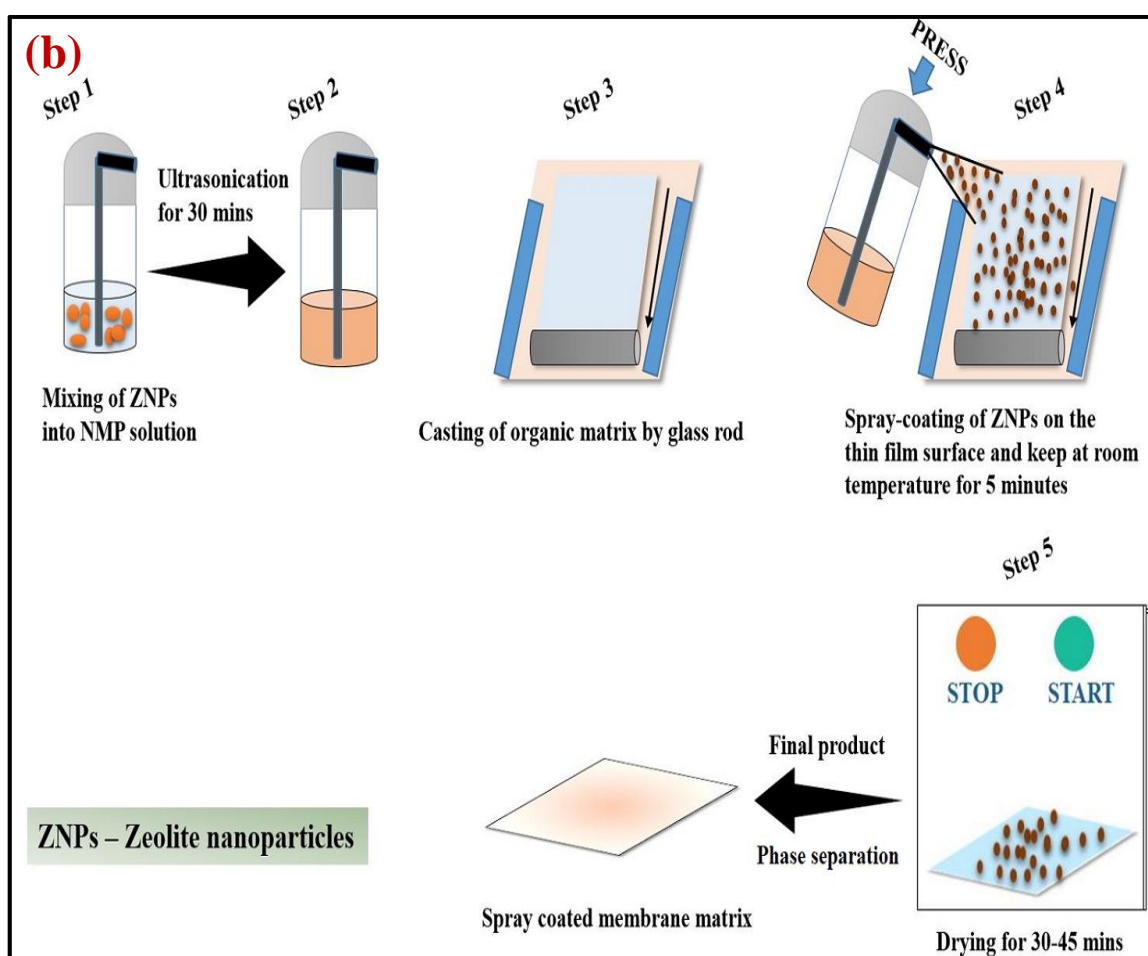 (b)
Step 1
Step 2
Ultrasonication
for 30 mins
Mixing of ZNPs
into NMP solution
Step 3
Casting of organic matrix by glass rod
PRESS
Step 4
Spray-coating of ZNPs on the
thin film surface and keep at room
temperature for 5 minutes
Step 5
STOP
START
Drying for 30-45 mins
Final product
Phase separation
Spray coated membrane matrix
ZNPs – Zeolite nanoparticles